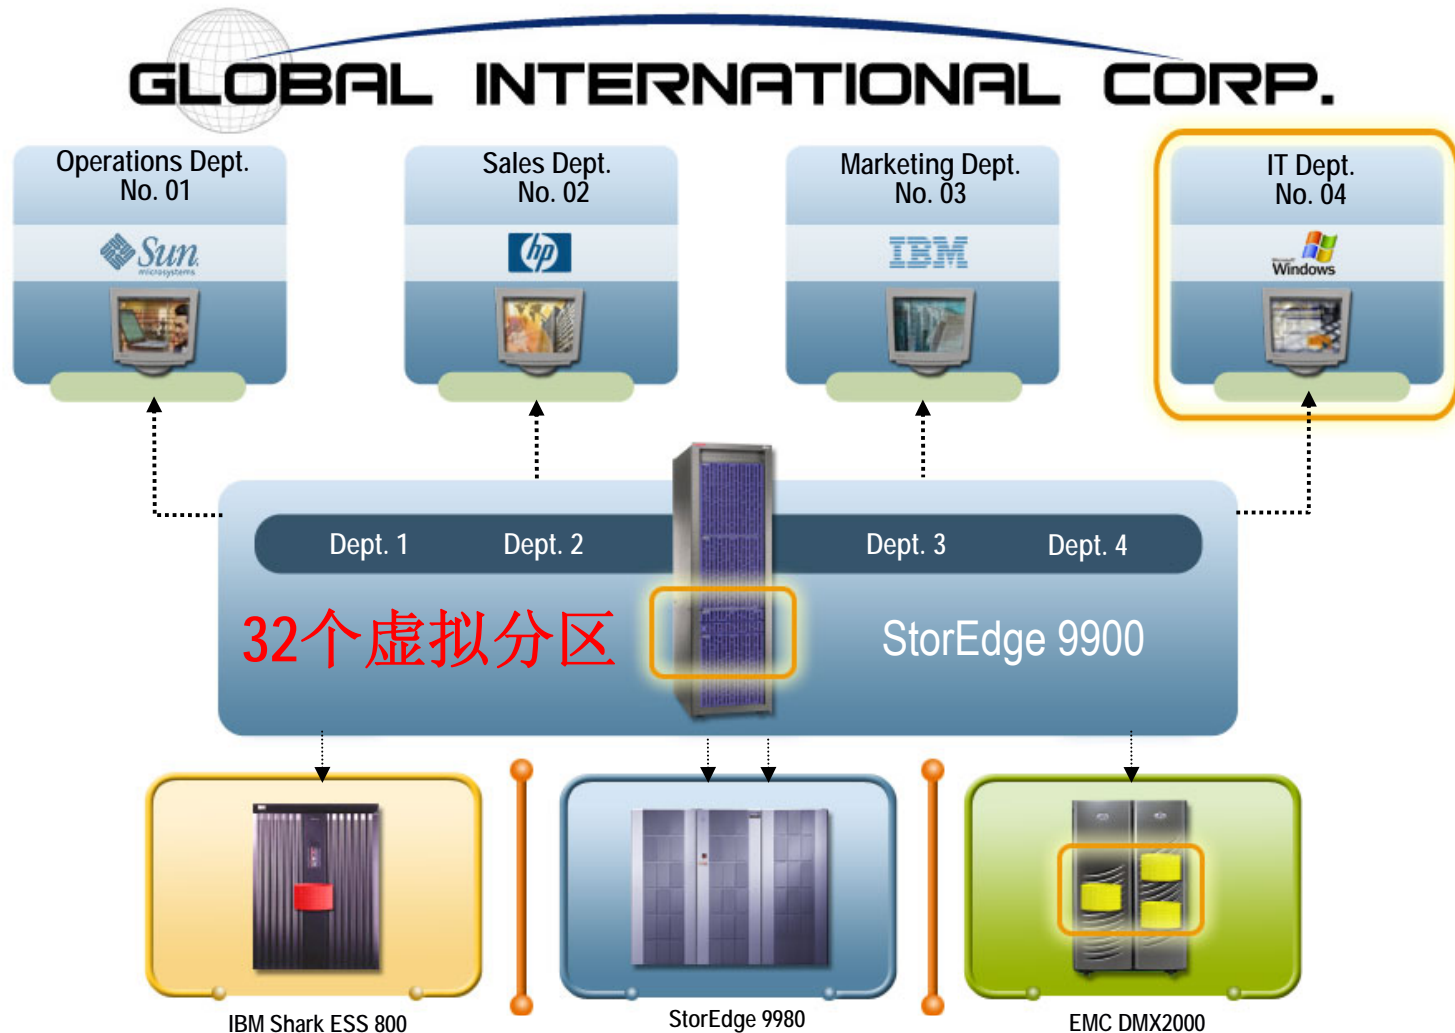 GLOBAL INTERNATIONAL CORP.
Operations Dept.
No. 01
Sun
microsystems
Sales Dept.
No. 02
hp
Marketing Dept.
No. 03
IBM
IT Dept.
No. 04
Microsoft
Windows
Dept. 1
Dept. 2
Dept. 3
Dept. 4
32个虚拟分区
StorEdge 9900
IBM Shark ESS 800
StorEdge 9980
EMC DMX2000